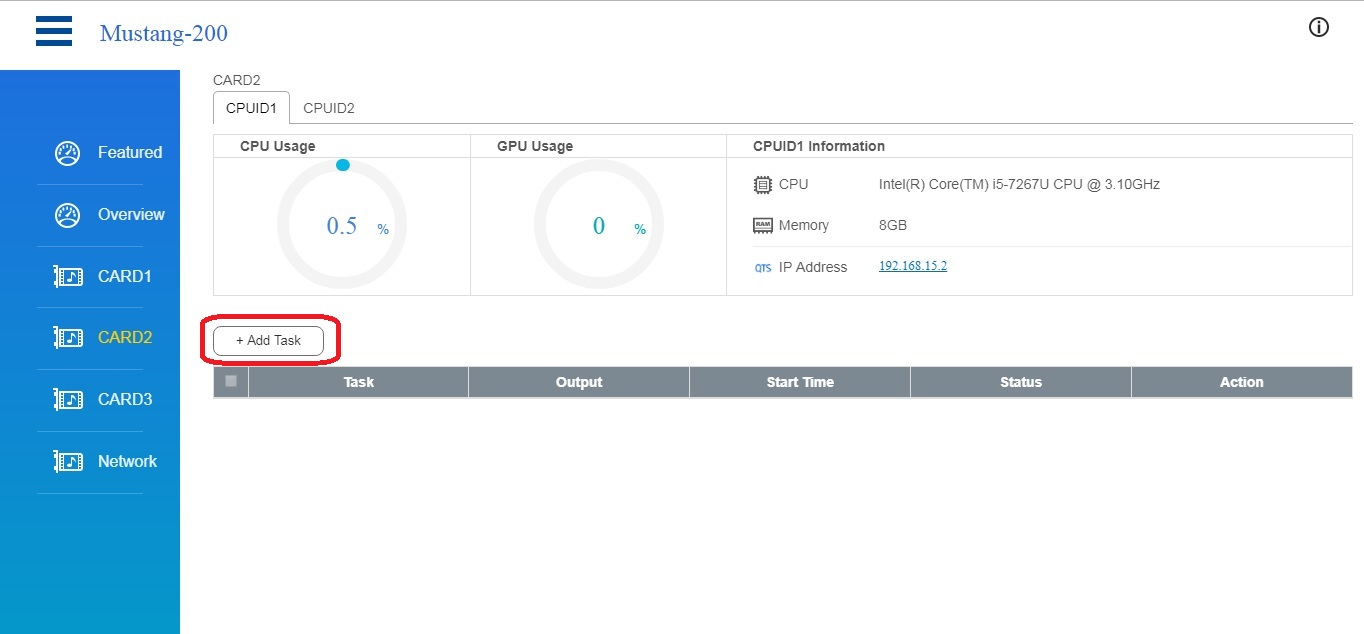 Mustang-200
CARD2
CPUID1 CPUID2
Featured
Overview
CARD1
CARD2
CARD3
Network
CPU Usage GPU Usage CPUID1 Information
0.5 % 0 %
CPU Intel(R) Core(TM) i5-7267U CPU @ 3.10GHz
RAM Memory 8GB
QTS IP Address 192.168.15.2
+ Add Task
Task Output Start Time Status Action